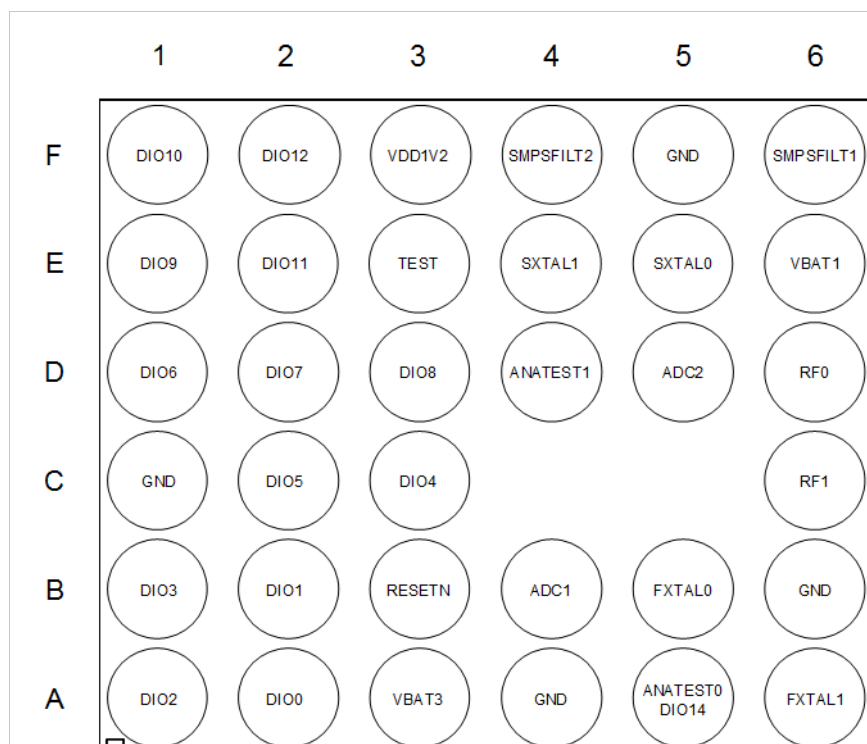 1 2 3 4 5 6
F DIO10 DIO12 VDD1V2 SMPSFILT2 GND SMPSFILT1
E DIO9 DIO11 TEST SXTAL1 SXTAL0 VBAT1
D DIO6 DIO7 DIO8 ANATEST1 ADC2 RF0
C GND DIO5 DIO4 RF1
B DIO3 DIO1 RESETN ADC1 FXTAL0 GND
A DIO2 DIO0 VBAT3 GND ANATEST0 FXTAL1
DIO14